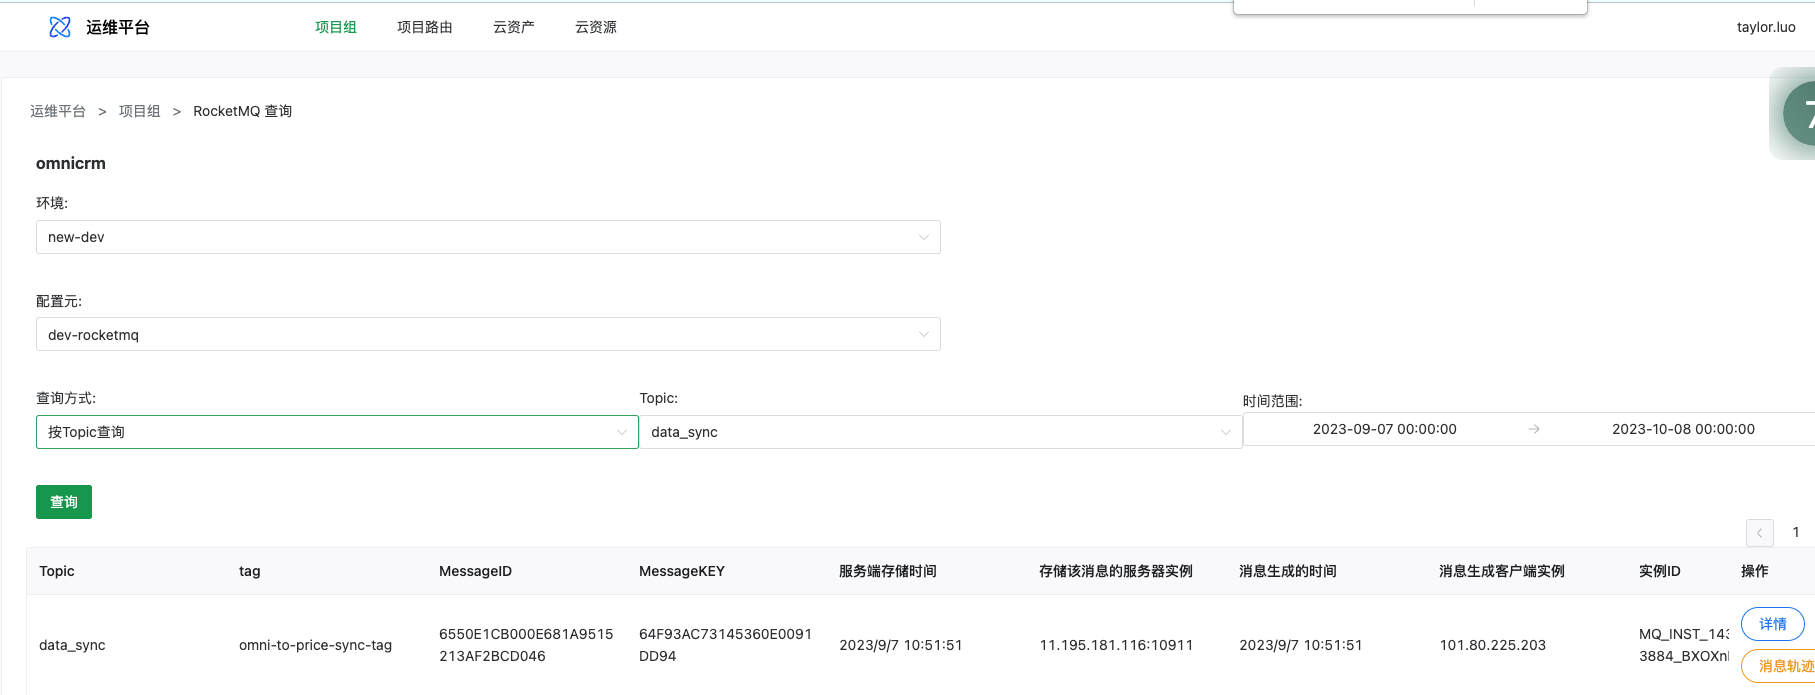 运维平台 项目组 项目路由 云资产 云资源 taylor.luo
运维平台 > 项目组 > RocketMQ 查询
omnicrm
环境:
new-dev
配置元:
dev-rocketmq
查询方式: Topic: 时间范围:
按Topic查询 data_sync 2023-09-07 00:00:00 → 2023-10-08 00:00:00
查询
< 1
Topic tag MessageID MessageKEY 服务端存储时间 存储该消息的服务器实例 消息生成的时间 消息生成客户端实例 实例ID 操作
data_sync omni-to-price-sync-tag 6550E1CB000E681A9515 64F93AC73145360E0091 2023/9/7 10:51:51 11.195.181.116:10911 2023/9/7 10:51:51 101.80.225.203 MQ_INST_143 详情
213AF2BCD046 DD94 3884_BXOXn 消息轨迹